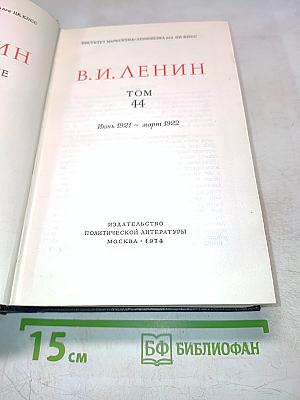 ИНСТИТУТ МАРКСИЗМА-ЛЕНИНИЗМА ПРИ ЦК КПСС
ИН
Е
В. И. ЛЕНИН
ТОМ
44
Июнь 1921 ~ март 1922
ИЗДАТЕЛЬСТВО
ПОЛИТИЧЕСКОЙ ЛИТЕРАТУРЫ
МОСКВА · 1974
15 см
БФ БИБЛИОФАН